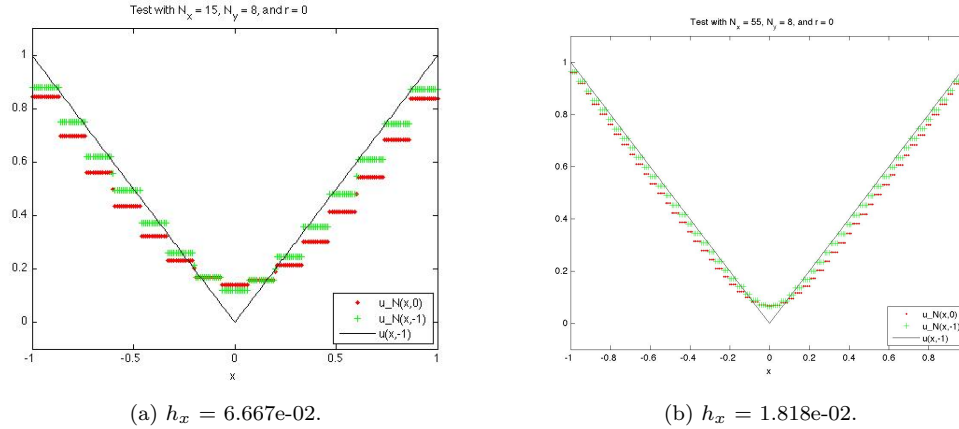 Test with N_x = 15, N_y = 8, and r = 0
1
0.8
0.6
0.4
0.2
0
-1
-0.5
0
0.5
1
x
u_N(x,0)
u_N(x,-1)
u(x,-1)
(a) h_x = 6.667e-02.
Test with N_x = 55, N_y = 8, and r = 0
1
0.8
0.6
0.4
0.2
0
-1
-0.8
-0.6
-0.4
-0.2
0
0.2
0.4
0.6
0.8
x
u_N(x,0)
u_N(x,-1)
u(x,-1)
(b) h_x = 1.818e-02.